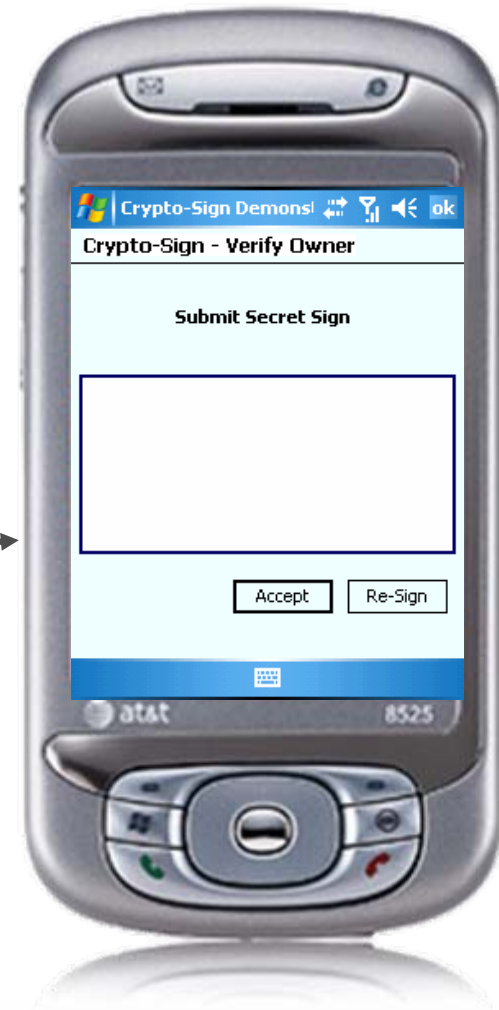 Crypto-Sign Demonst ok
Crypto-Sign - Verify Owner
Submit Secret Sign
Accept Re-Sign
at&t 8525